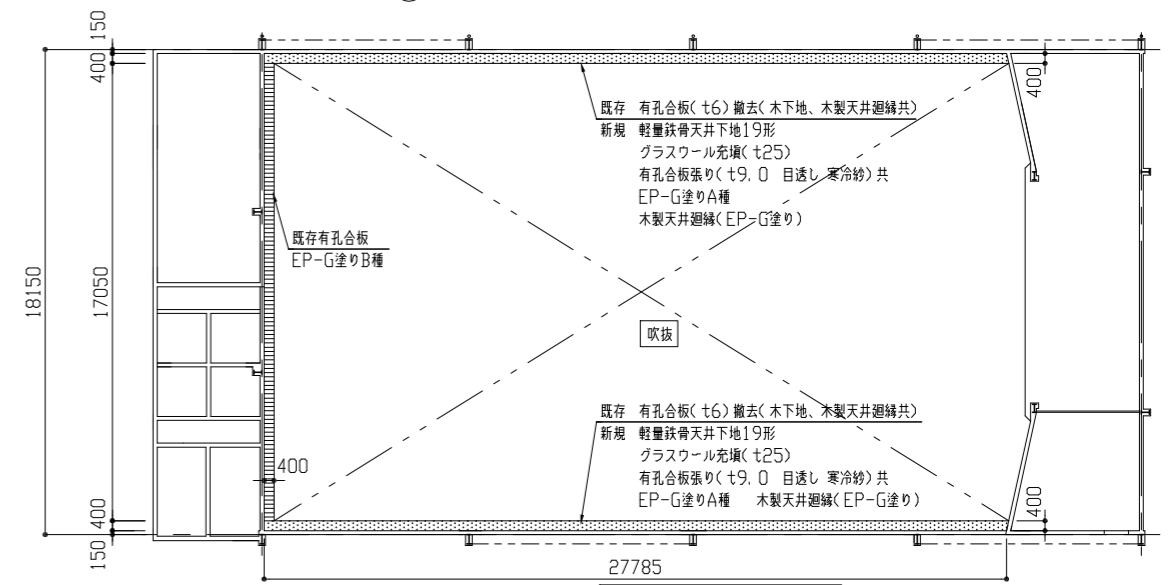 150
400
400
既存 有孔合板(t6)撤去(木下地、木製天井廻縁共)
新規 軽量鉄骨天井下地19形
グラスウール充填(t25)
有孔合板張り(t9.0 目透し 寒冷紗)共
EP-G塗りA種
木製天井廻縁(EP-G塗り)
既存有孔合板
EP-G塗りB種
18150
17050
吹抜
既存 有孔合板(t6)撤去(木下地、木製天井廻縁共)
新規 軽量鉄骨天井下地19形
グラスウール充填(t25)
有孔合板張り(t9.0 目透し 寒冷紗)共
EP-G塗りA種 木製天井廻縁(EP-G塗り)
400
400
400
150
27785